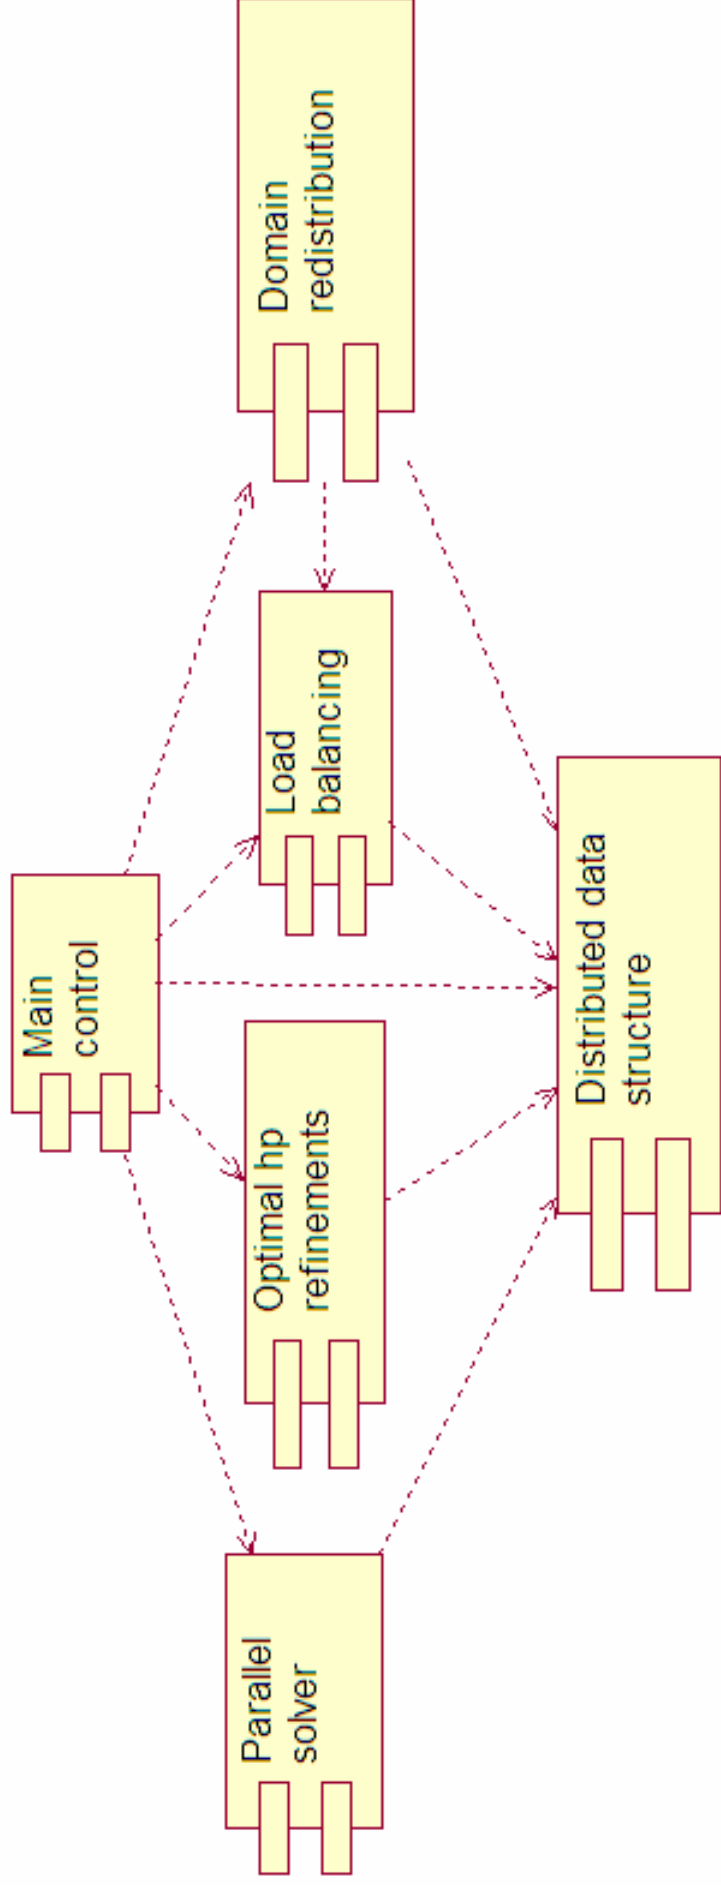 Main
control
Parallel
solver
Optimal hp
refinements
Load
balancing
Domain
redistribution
Distributed data
structure